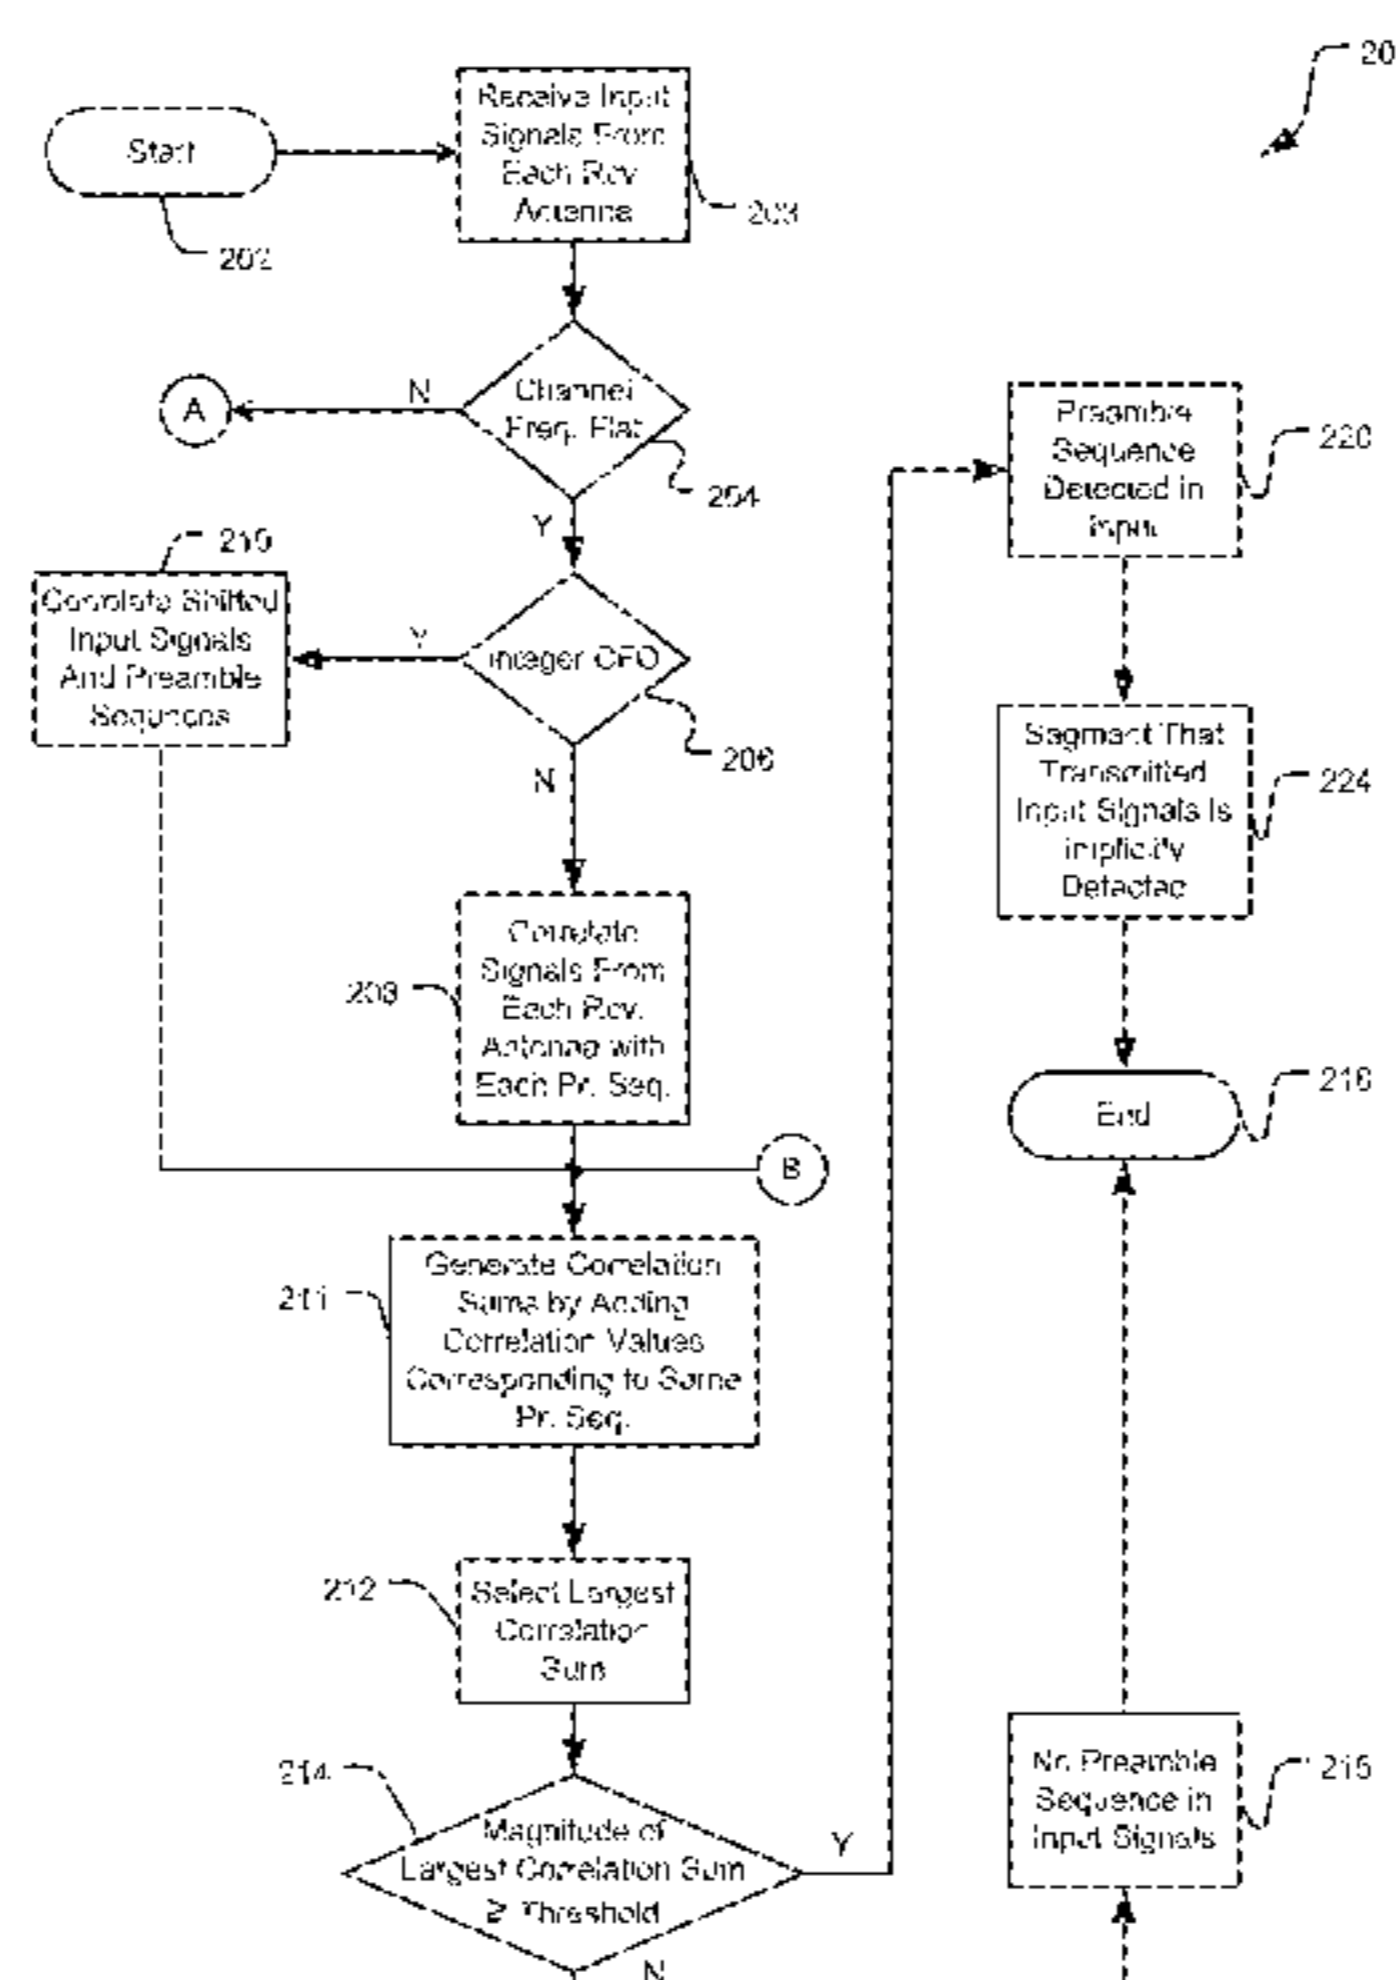 20
Start
202
Receive Input
Signals From
Each Rcv.
Antenna
203
Channel
Freq. Flat
204
N
A
Y
Integer CFO
206
Y
210
Correlate Shifted
Input Signals
And Preamble
Sequnces
N
Correlate
Signals From
Each Rcv.
Antenna with
Each Pr. Seq.
208
B
Generate Correlation
Sums by Adding
Correlation Values
Corresponding to Same
Pr. Seq.
211
Select Largest
Correlation
Sum
212
Magnitude of
Largest Correlation Sum
≥ Threshold
214
Y
N
Preamble
Sequence
Detected in
Input
220
Segment That
Transmitted
Input Signals Is
Implicitly
Detected
224
End
218
No Preamble
Sequence in
Input Signals
216